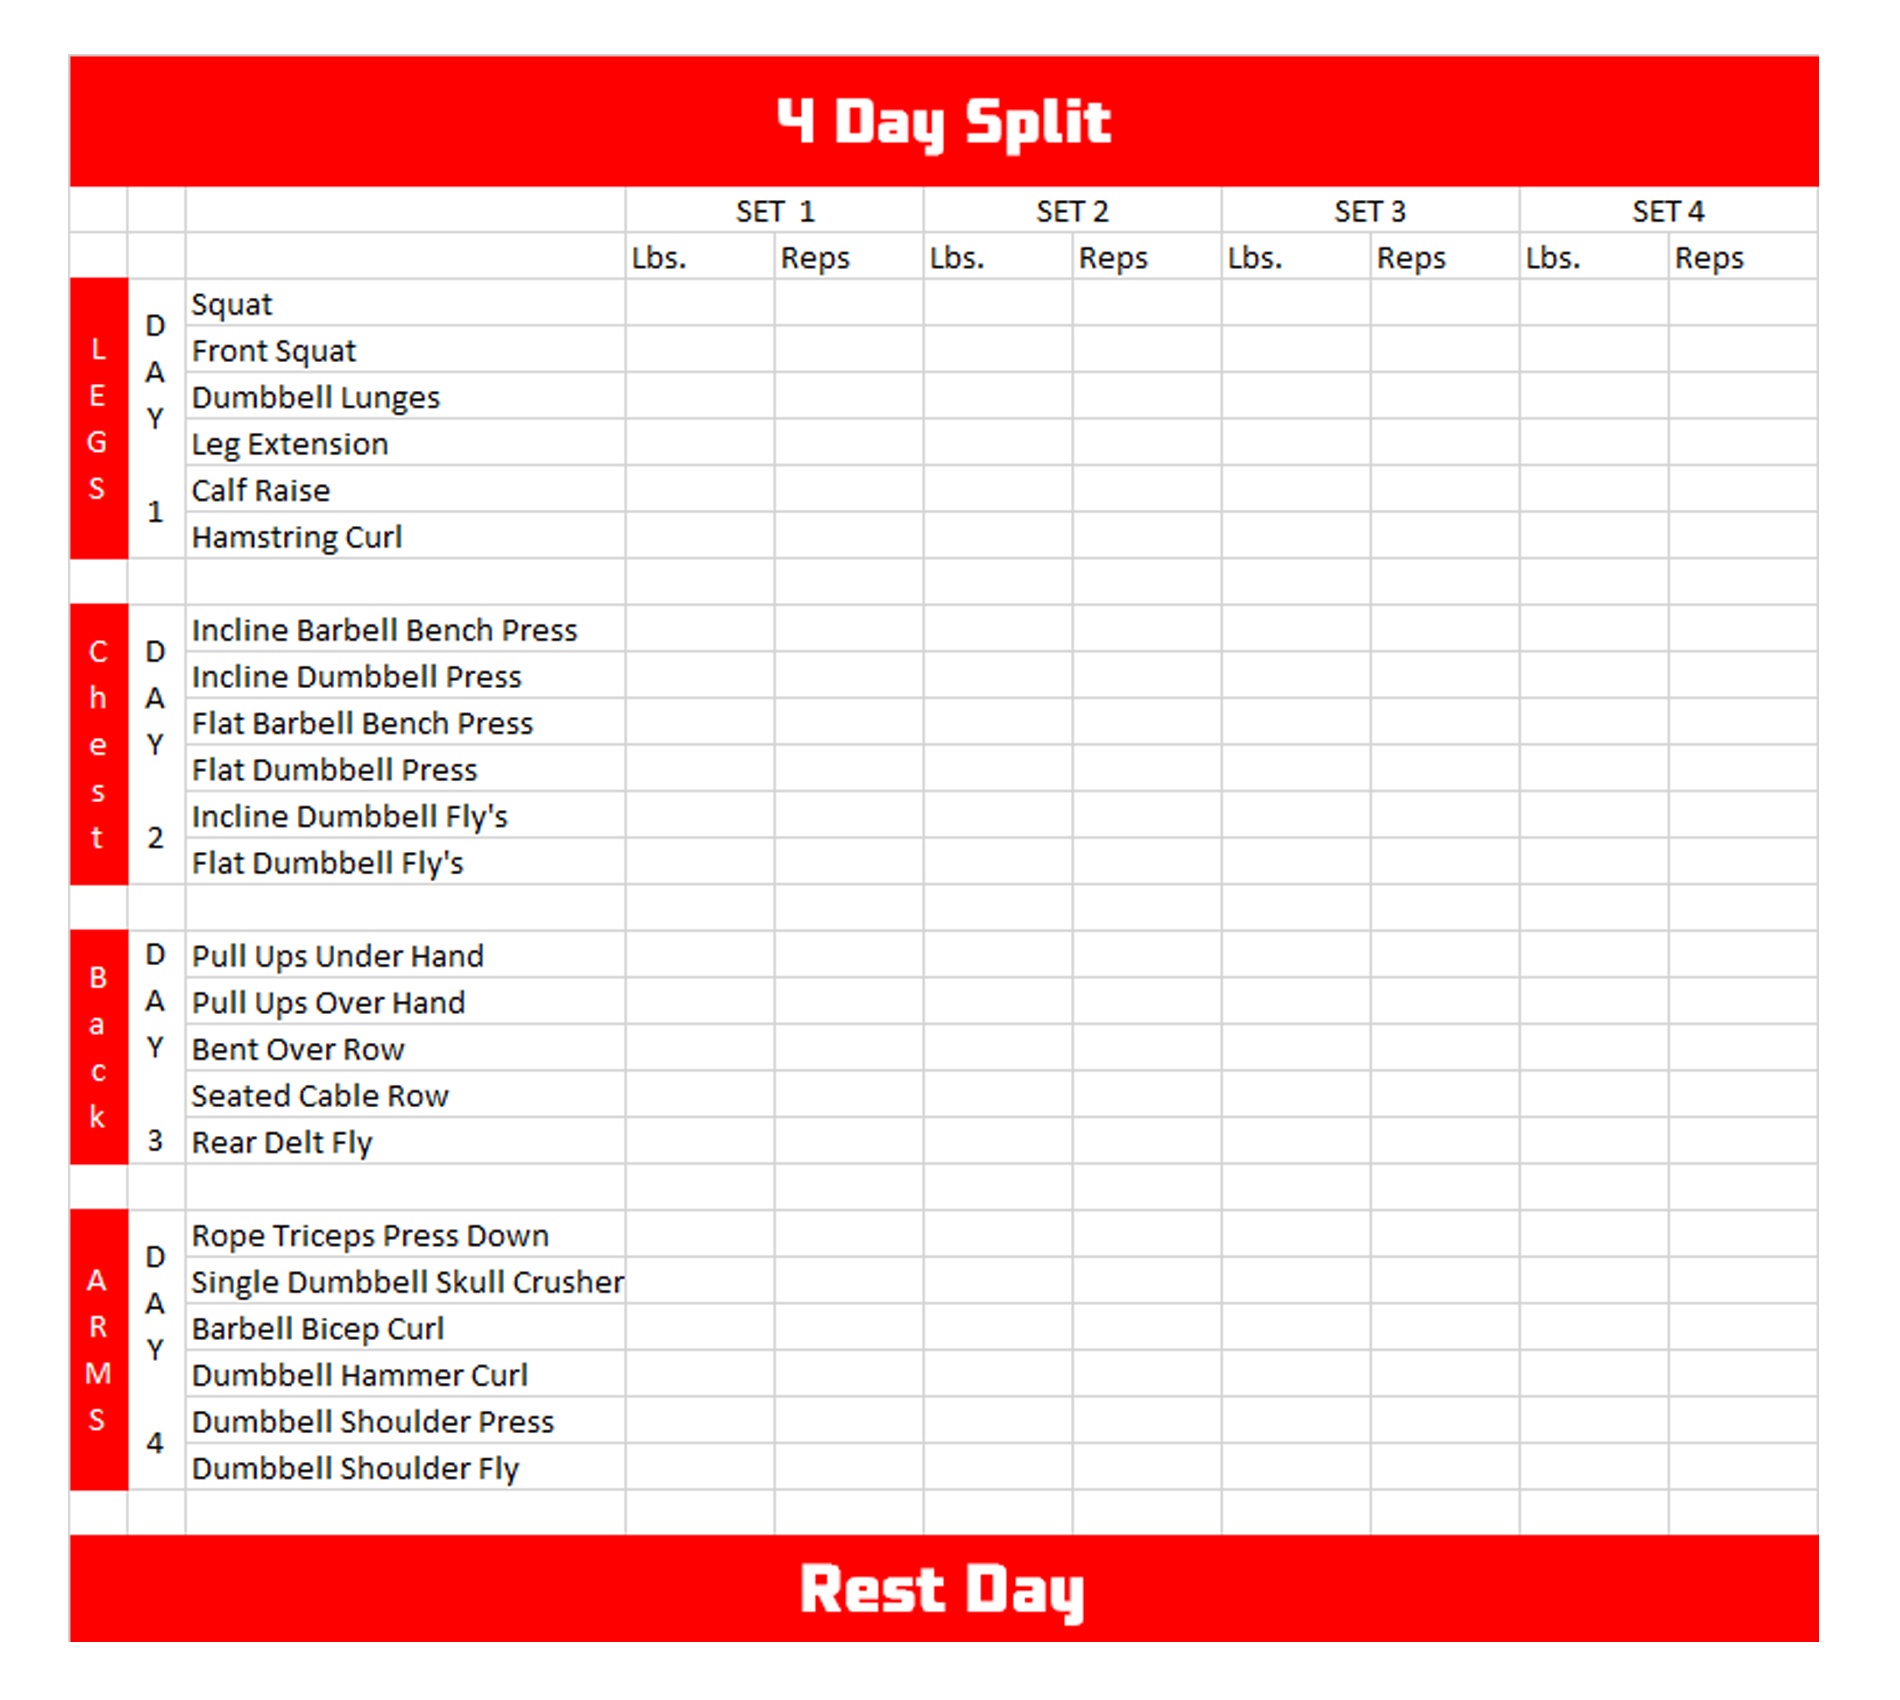 4 Day Split
SET 1 SET 2 SET 3 SET 4
Lbs. Reps Lbs. Reps Lbs. Reps Lbs. Reps
LEGS
DAY 1
Squat
Front Squat
Dumbbell Lunges
Leg Extension
Calf Raise
Hamstring Curl
Chest
DAY 2
Incline Barbell Bench Press
Incline Dumbbell Press
Flat Barbell Bench Press
Flat Dumbbell Press
Incline Dumbbell Fly's
Flat Dumbbell Fly's
Back
DAY 3
Pull Ups Under Hand
Pull Ups Over Hand
Bent Over Row
Seated Cable Row
Rear Delt Fly
ARMS
DAY 4
Rope Triceps Press Down
Single Dumbbell Skull Crusher
Barbell Bicep Curl
Dumbbell Hammer Curl
Dumbbell Shoulder Press
Dumbbell Shoulder Fly
Rest Day